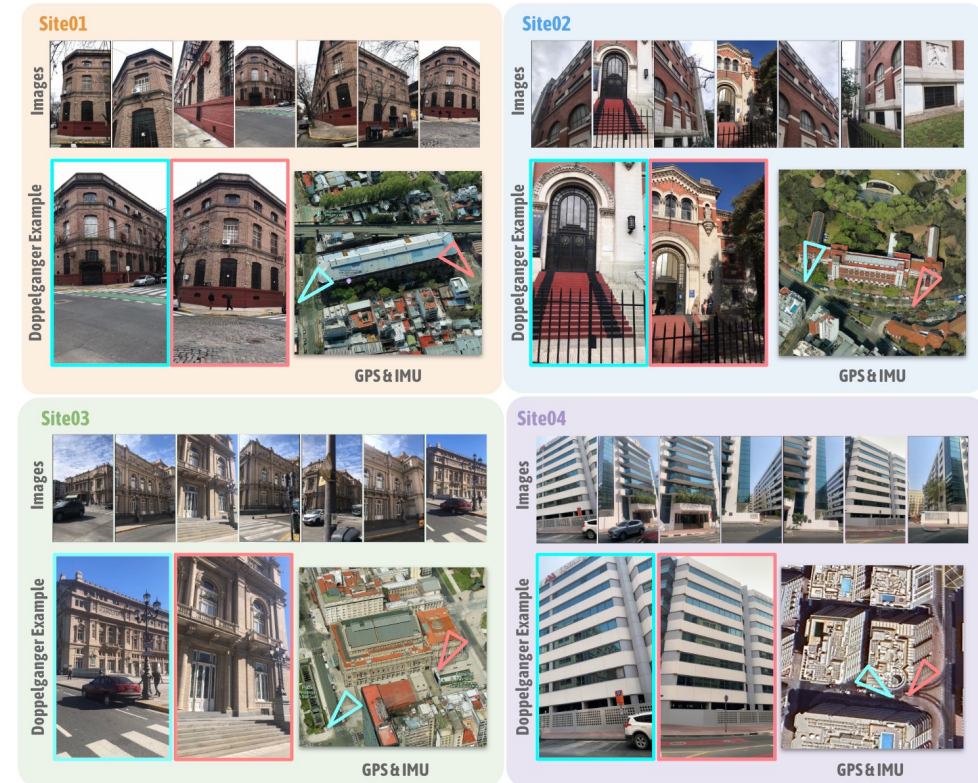 Site01
Images
Doppelganger Example
GPS & IMU
Site02
Images
Doppelganger Example
GPS & IMU
Site03
Images
Doppelganger Example
GPS & IMU
Site04
Images
Doppelganger Example
GPS & IMU